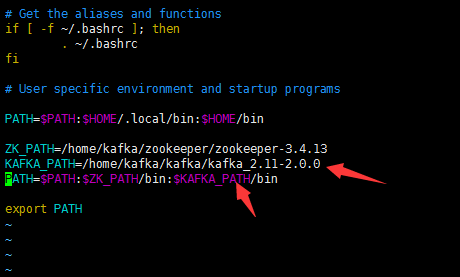 # Get the aliases and functions
if [ -f ~/.bashrc ]; then
        . ~/.bashrc
fi

# User specific environment and startup programs

PATH=$PATH:$HOME/.local/bin:$HOME/bin

ZK_PATH=/home/kafka/zookeeper/zookeeper-3.4.13
KAFKA_PATH=/home/kafka/kafka/kafka_2.11-2.0.0
PATH=$PATH:$ZK_PATH/bin:$KAFKA_PATH/bin

export PATH
~
~
~
~